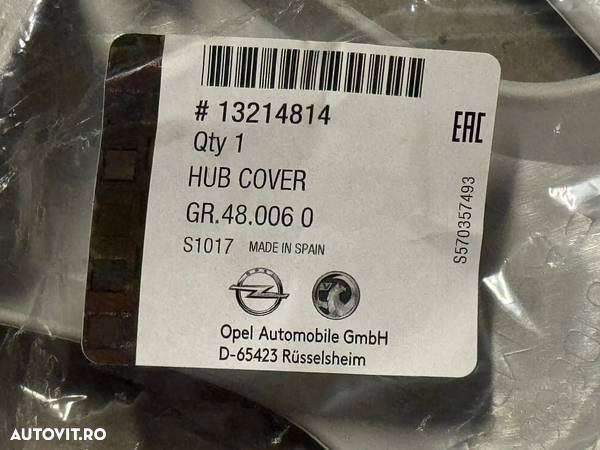 # 13214814
Qty 1
HUB COVER
GR.48.006 0
S1017 MADE IN SPAIN
EAC
S570357493
Opel Automobile GmbH
D-65423 Rüsselsheim
AUTOVIT.RO